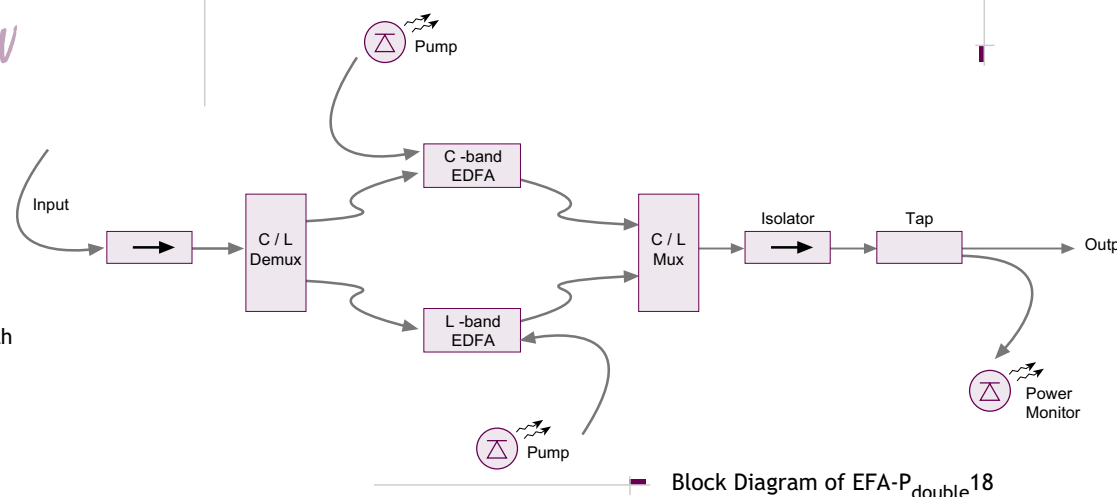 Pump
C -band
EDFA
Input
Isolator
Tap
C / L
Demux
C / L
Mux
L -band
EDFA
Power
Monitor
Pump
Block Diagram of EFA-Pdouble18